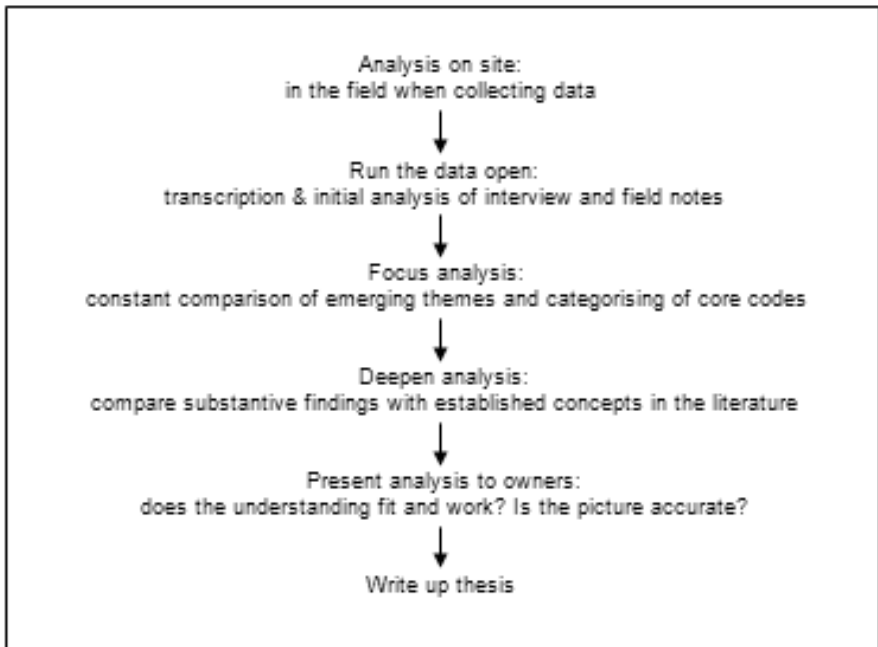 Analysis on site:
in the field when collecting data
Run the data open:
transcription & initial analysis of interview and field notes
Focus analysis:
constant comparison of emerging themes and categorising of core codes
Deepen analysis:
compare substantive findings with established concepts in the literature
Present analysis to owners:
does the understanding fit and work? Is the picture accurate?
Write up thesis